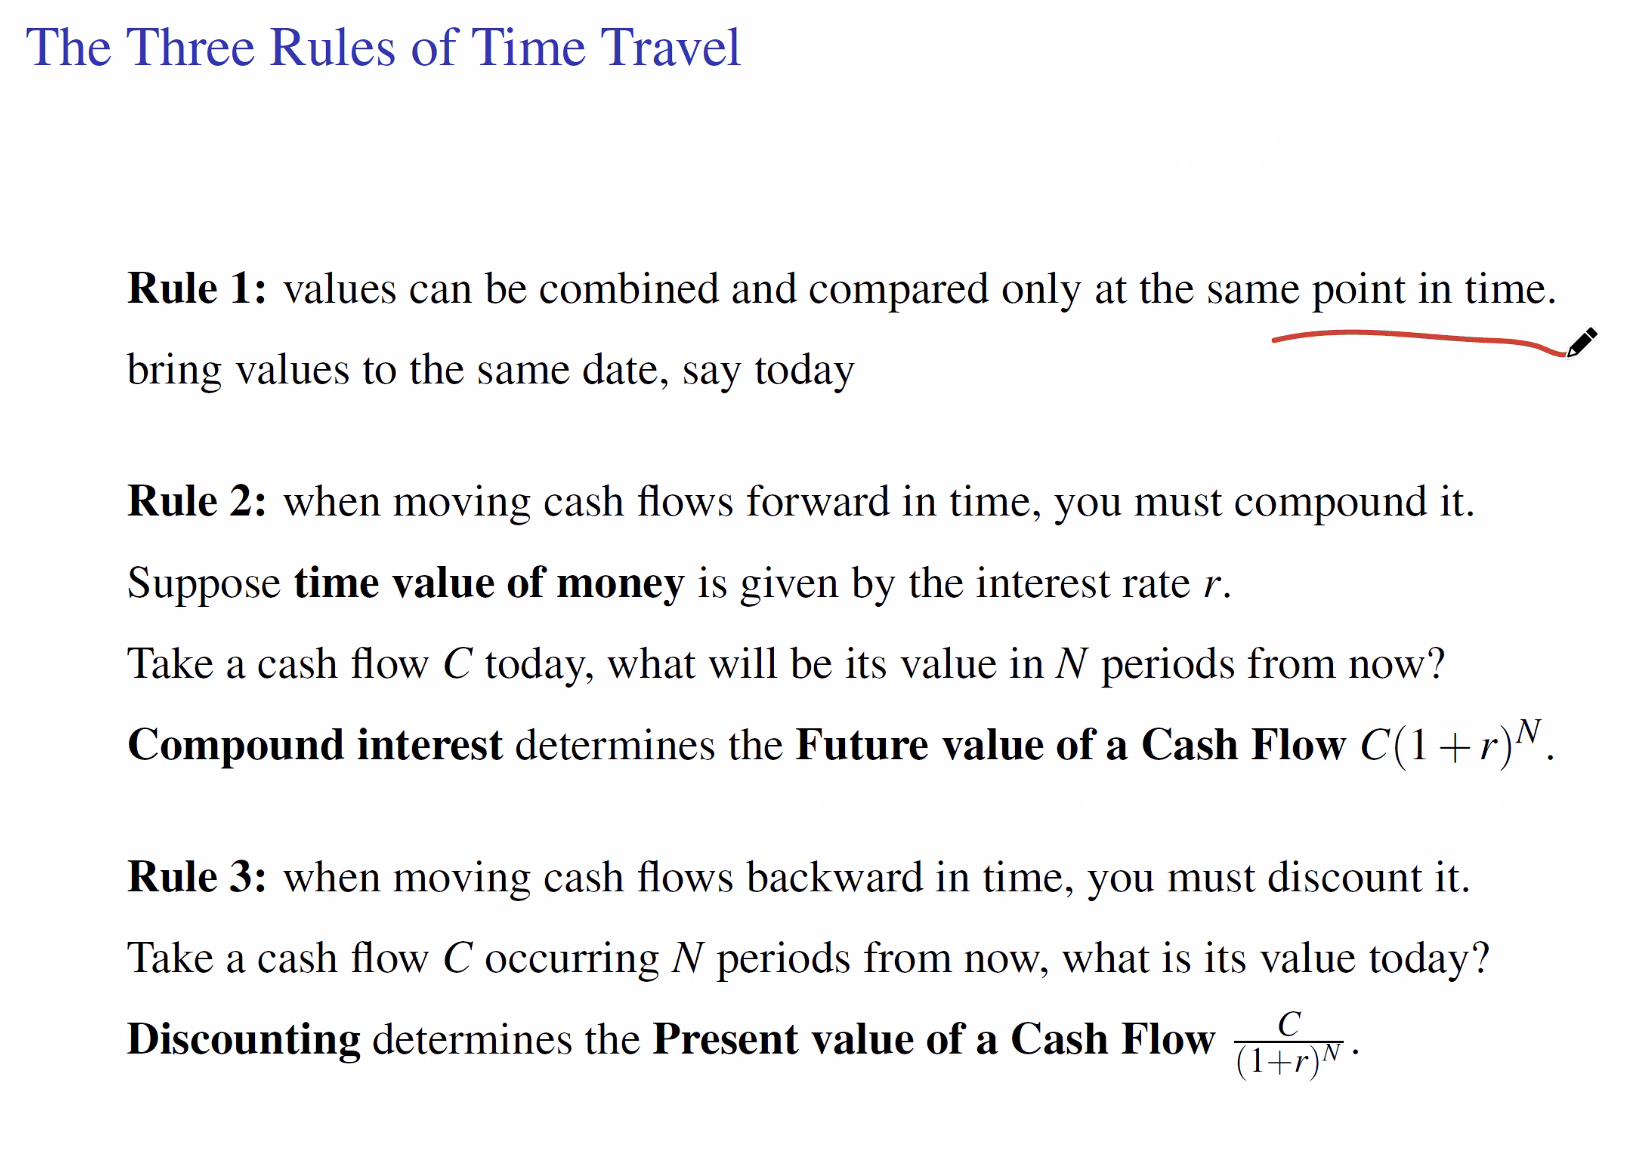 The Three Rules of Time Travel
Rule 1: values can be combined and compared only at the same point in time.
bring values to the same date, say today
Rule 2: when moving cash flows forward in time, you must compound it.
Suppose time value of money is given by the interest rate r.
Take a cash flow C today, what will be its value in N periods from now?
Compound interest determines the Future value of a Cash Flow C(1+r)^N.
Rule 3: when moving cash flows backward in time, you must discount it.
Take a cash flow C occurring N periods from now, what is its value today?
Discounting determines the Present value of a Cash Flow C/(1+r)^N.